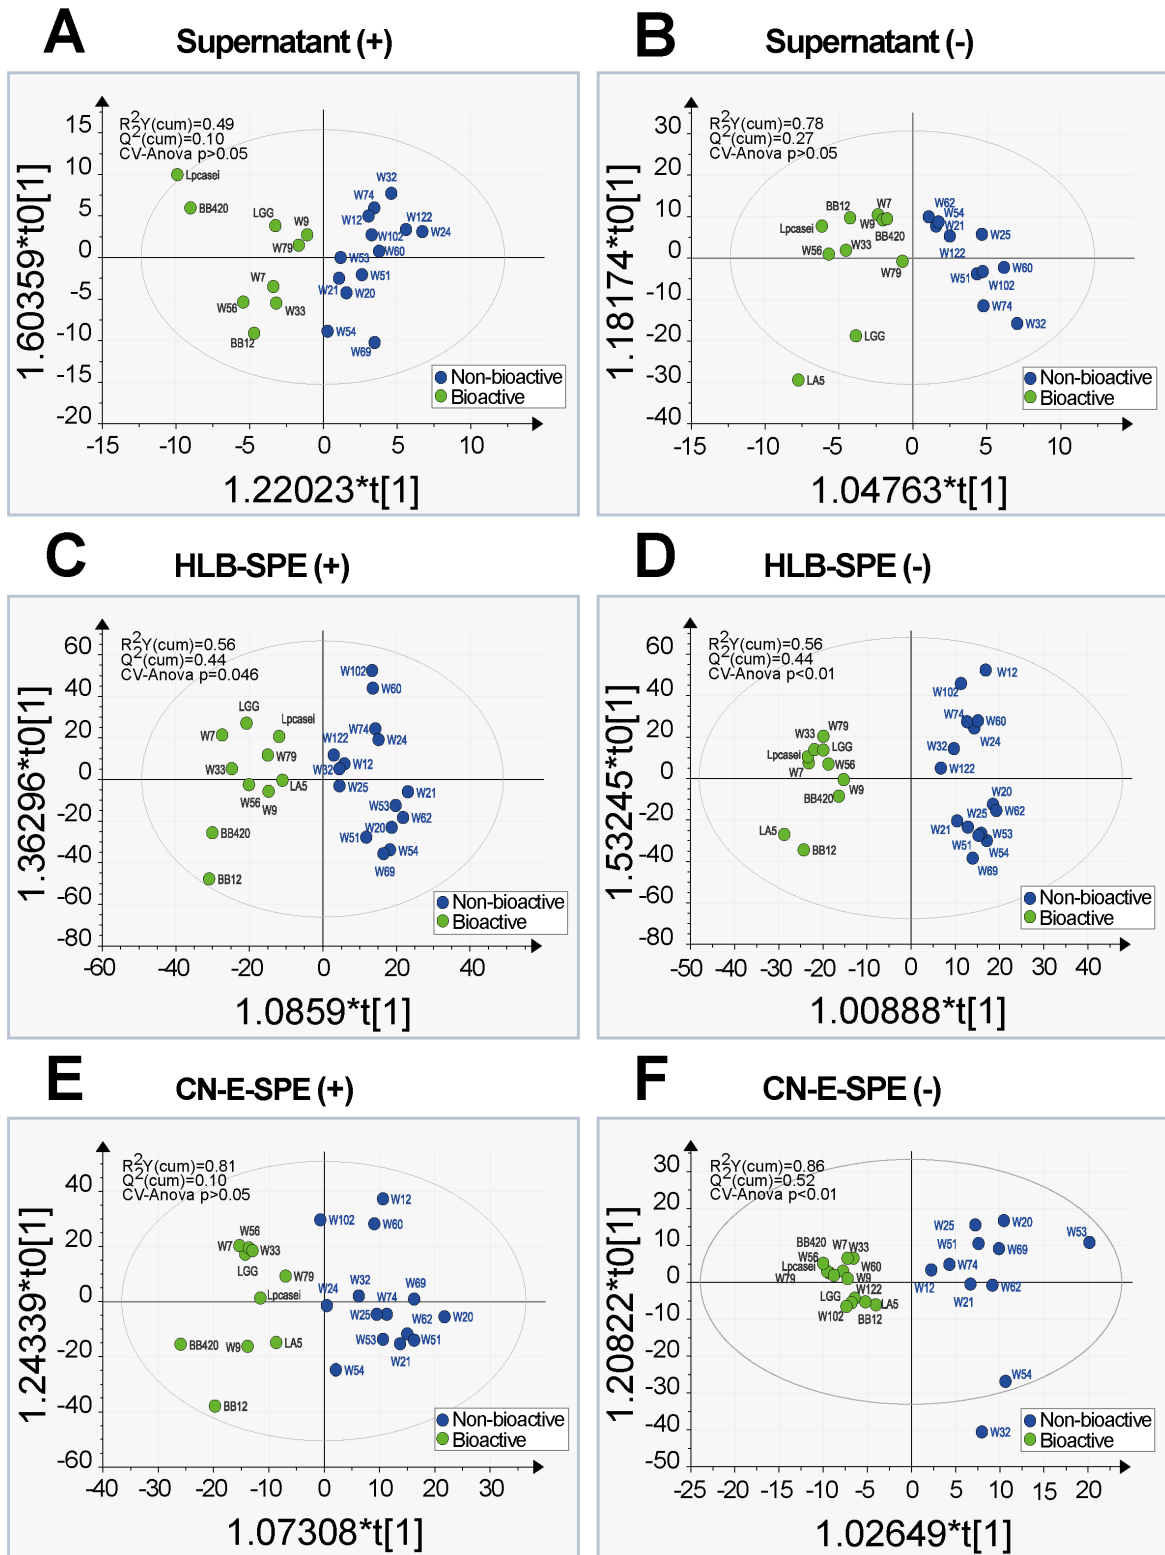 A
Supernatant (+)
R2Y(cum)=0.49
Q2(cum)=0.10
CV-Anova p>0.05
1.60359*t0[1]
15
10
5
0
-5
-10
-15
-20
Lpcasei
BB420
LGG
W9
W79
W7
W56
W33
BB12
W32
W74
W12
W122
W24
W102
W60
W53
W51
W21
W20
W54
W69
Non-bioactive
Bioactive
-15 -10 -5 0 5 10
1.22023*t[1]
B
Supernatant (-)
R2Y(cum)=0.78
Q2(cum)=0.27
CV-Anova p>0.05
1.18174*t0[1]
30
20
10
0
-10
-20
-30
-40
BB12
W7
Lpcasei
W9
BB420
W56
W33
W79
LGG
LA5
W62
W54
W21
W25
W122
W51
W60
W102
W74
W32
Non-bioactive
Bioactive
-15 -10 -5 0 5 10
1.04763*t[1]
C
HLB-SPE (+)
R2Y(cum)=0.56
Q2(cum)=0.44
CV-Anova p=0.046
1.36296*t0[1]
60
40
20
0
-20
-40
-60
-80
LGG
W7
Lpcasei
W79
W33
LA5
W56
W9
BB420
BB12
W102
W60
W74
W24
W122
W12
W32
W25
W21
W53
W62
W20
W51
W54
W69
Non-bioactive
Bioactive
-60 -40 -20 0 20 40
1.0859*t[1]
D
HLB-SPE (-)
R2Y(cum)=0.56
Q2(cum)=0.44
CV-Anova p<0.01
1.53245*t0[1]
60
40
20
0
-20
-40
-60
-80
W79
W33
LGG
Lpcasei
W56
W7
W9
BB420
LA5
BB12
W12
W102
W74
W60
W24
W32
W122
W20
W25
W62
W21
W53
W51
W54
W69
Non-bioactive
Bioactive
-50 -40 -30 -20 -10 0 10 20 30 40
1.00888*t[1]
E
CN-E-SPE (+)
R2Y(cum)=0.81
Q2(cum)=0.10
CV-Anova p>0.05
1.24339*t0[1]
40
20
0
-20
-40
-60
W56
W7
W33
LGG
W79
Lpcasei
BB420
W9
LA5
BB12
W12
W102
W60
W24
W32
W69
W74
W25
W20
W62
W53
W51
W21
W54
Non-bioactive
Bioactive
-40 -30 -20 -10 0 10 20 30
1.07308*t[1]
F
CN-E-SPE (-)
R2Y(cum)=0.86
Q2(cum)=0.52
CV-Anova p<0.01
1.20822*t0[1]
30
20
10
0
-10
-20
-30
-40
-50
BB420
W7
W33
W56
Lpcasei
W60
W79
W9
W122
LGG
LA5
W102
BB12
W25
W20
W53
W51
W69
W74
W12
W62
W21
W54
W32
Non-bioactive
Bioactive
-25 -20 -15 -10 -5 0 5 10 15 20
1.02649*t[1]